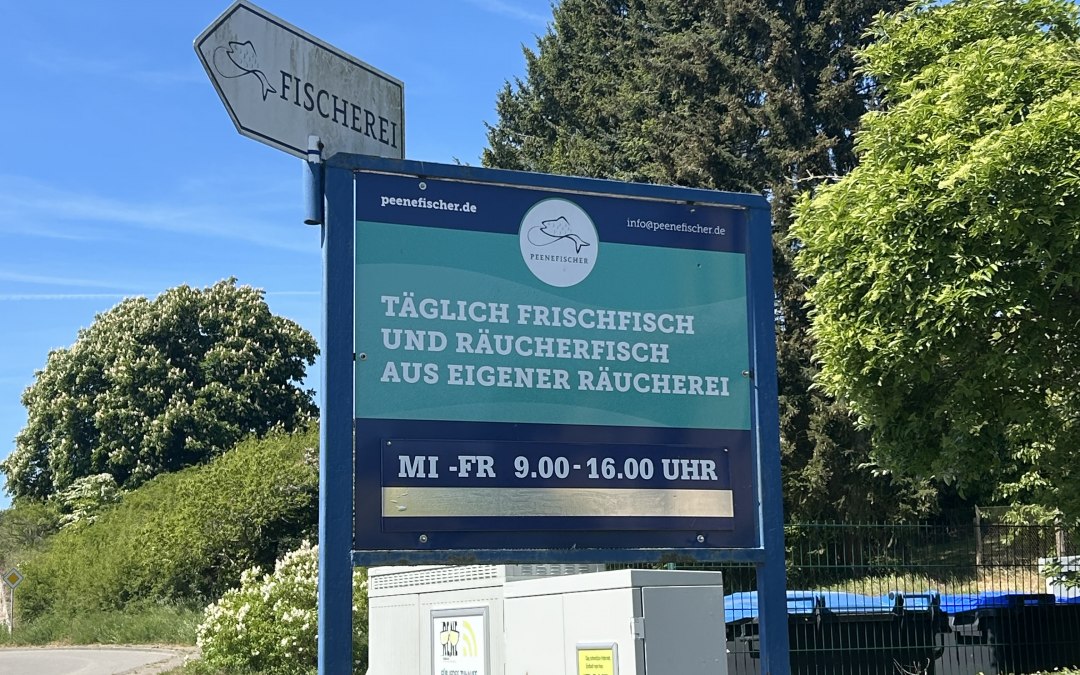 FISCHEREI
peenefischer.de
info@peenefischer.de
PEENEFISCHER
TÄGLICH FRISCHFISCH
UND RÄUCHERFISCH
AUS EIGENER RÄUCHEREI
MI -FR 9.00-16.00 UHR